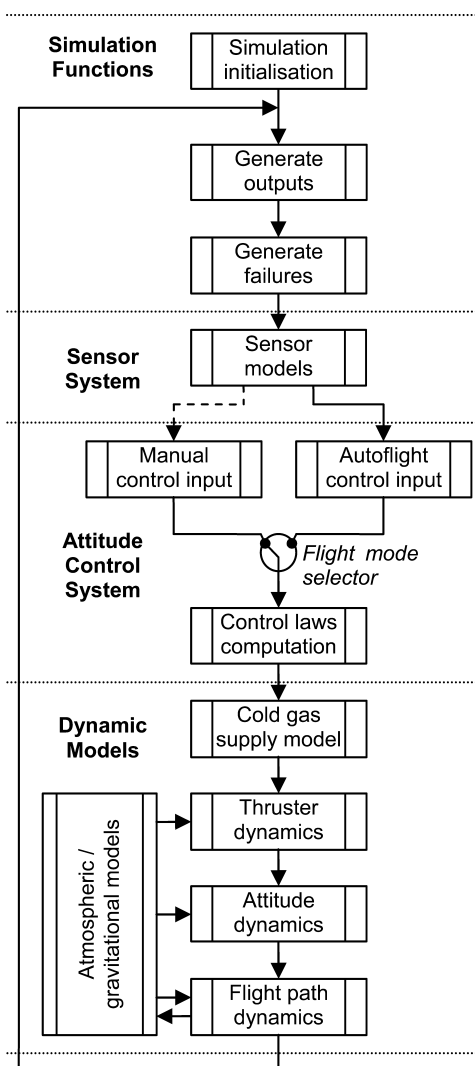 Simulation
Functions
Simulation
initialisation
Generate
outputs
Generate
failures
Sensor
System
Sensor
models
Manual
control input
Autoflight
control input
Attitude
Control
System
Flight mode
selector
Control laws
computation
Dynamic
Models
Cold gas
supply model
Atmospheric /
gravitational models
Thruster
dynamics
Attitude
dynamics
Flight path
dynamics